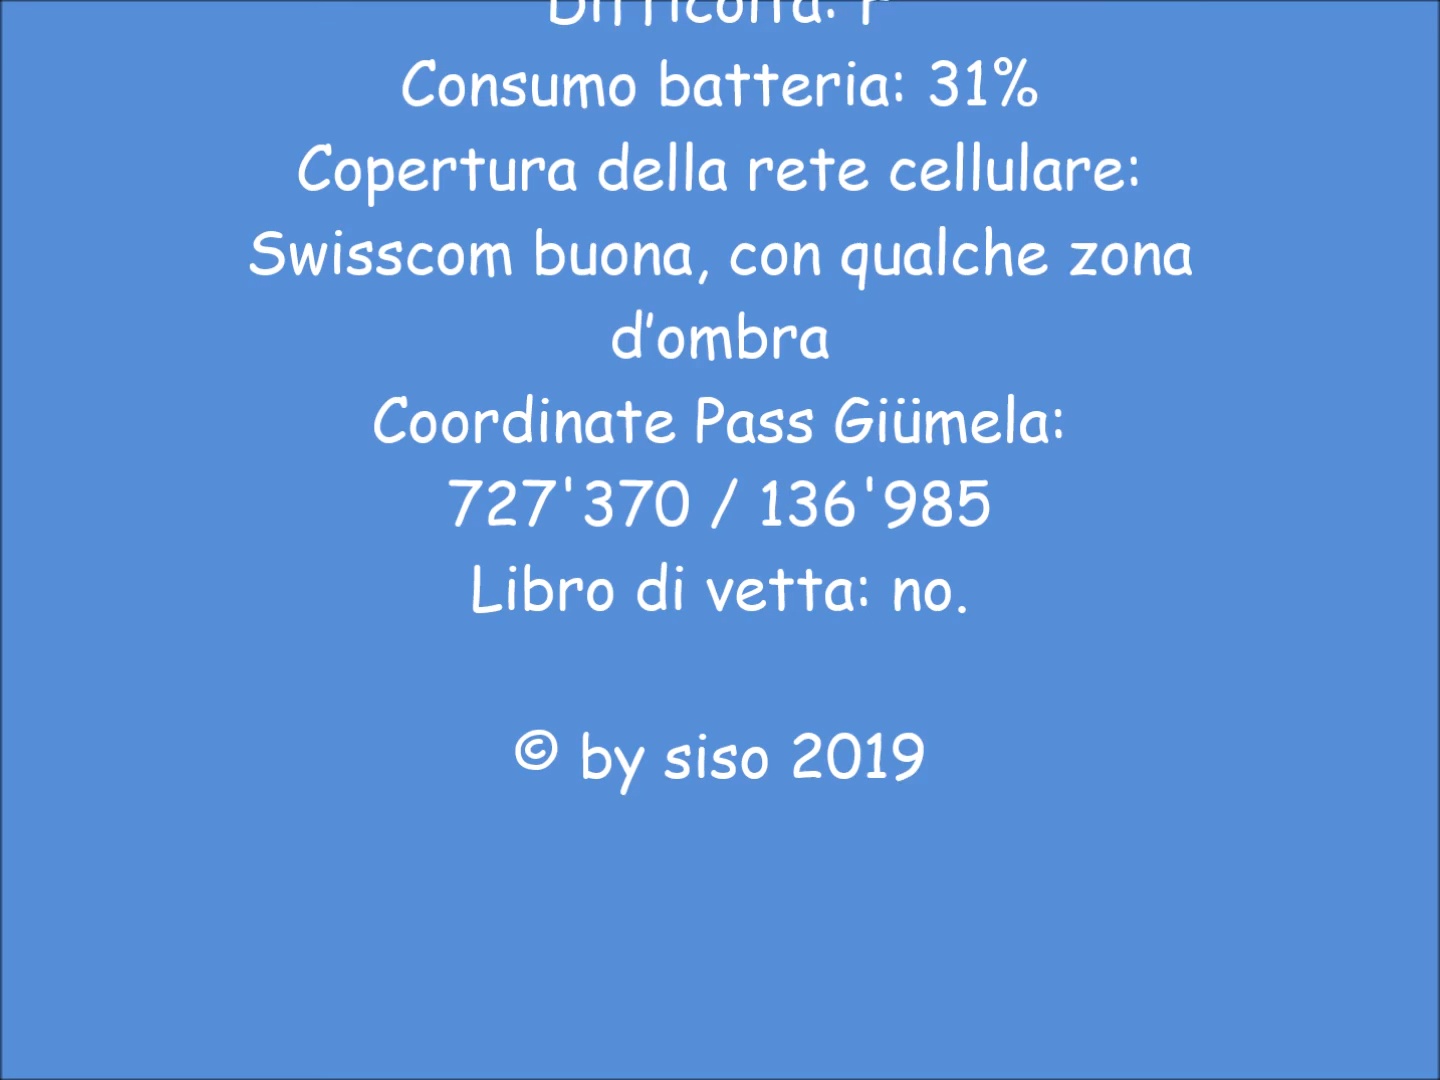 Difficoltà: F
Consumo batteria: 31%
Copertura della rete cellulare:
Swisscom buona, con qualche zona
d’ombra
Coordinate Pass Giümela:
727'370 / 136'985
Libro di vetta: no.
© by siso 2019